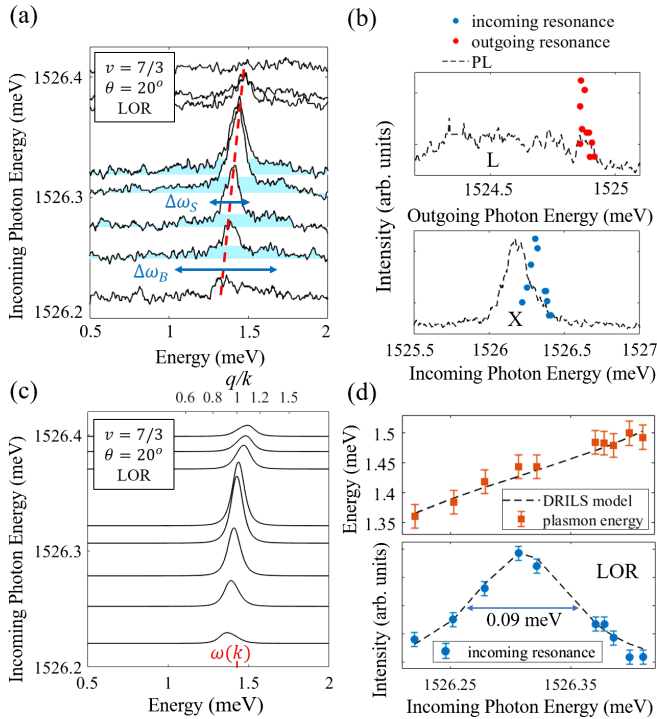 (a)
Incoming Photon Energy (meV)
1526.4
1526.3
1526.2
ν = 7/3
θ = 20°
LOR
Δω_S
Δω_B
0.5
1
1.5
2
Energy (meV)
(b)
incoming resonance
outgoing resonance
PL
Intensity (arb. units)
L
1524.5
1525
Outgoing Photon Energy (meV)
X
1525.5
1526
1526.5
1527
Incoming Photon Energy (meV)
(c)
q/k
0.6
0.8
1
1.2
1.5
Incoming Photon Energy (meV)
1526.4
1526.3
1526.2
ν = 7/3
θ = 20°
LOR
ω(k)
0.5
1
1.5
2
Energy (meV)
(d)
Energy (meV)
1.5
1.45
1.4
1.35
DRILS model
plasmon energy
Intensity (arb. units)
LOR
0.09 meV
incoming resonance
1526.25
1526.35
Incoming Photon Energy (meV)